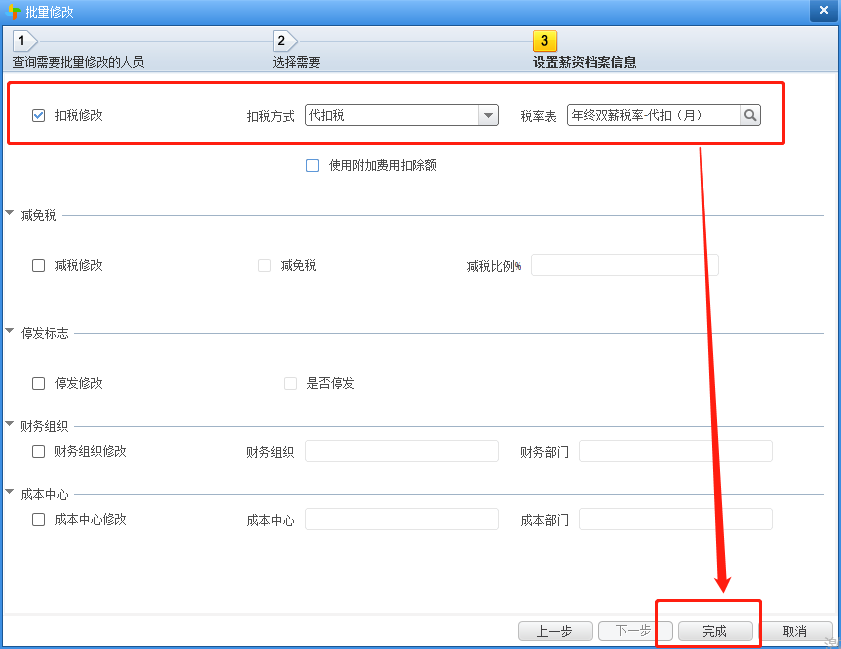 批量修改
1 2 3
查询需要批量修改的人员 选择需要 设置薪资档案信息
扣税修改 扣税方式 代扣税 税率表 年终双薪税率-代扣（月）
使用附加费用扣除额
减免税
减税修改 减免税 减税比例%
停发标志
停发修改 是否停发
财务组织
财务组织修改 财务组织 财务部门
成本中心
成本中心修改 成本中心 成本部门
上一步 下一步 完成 取消